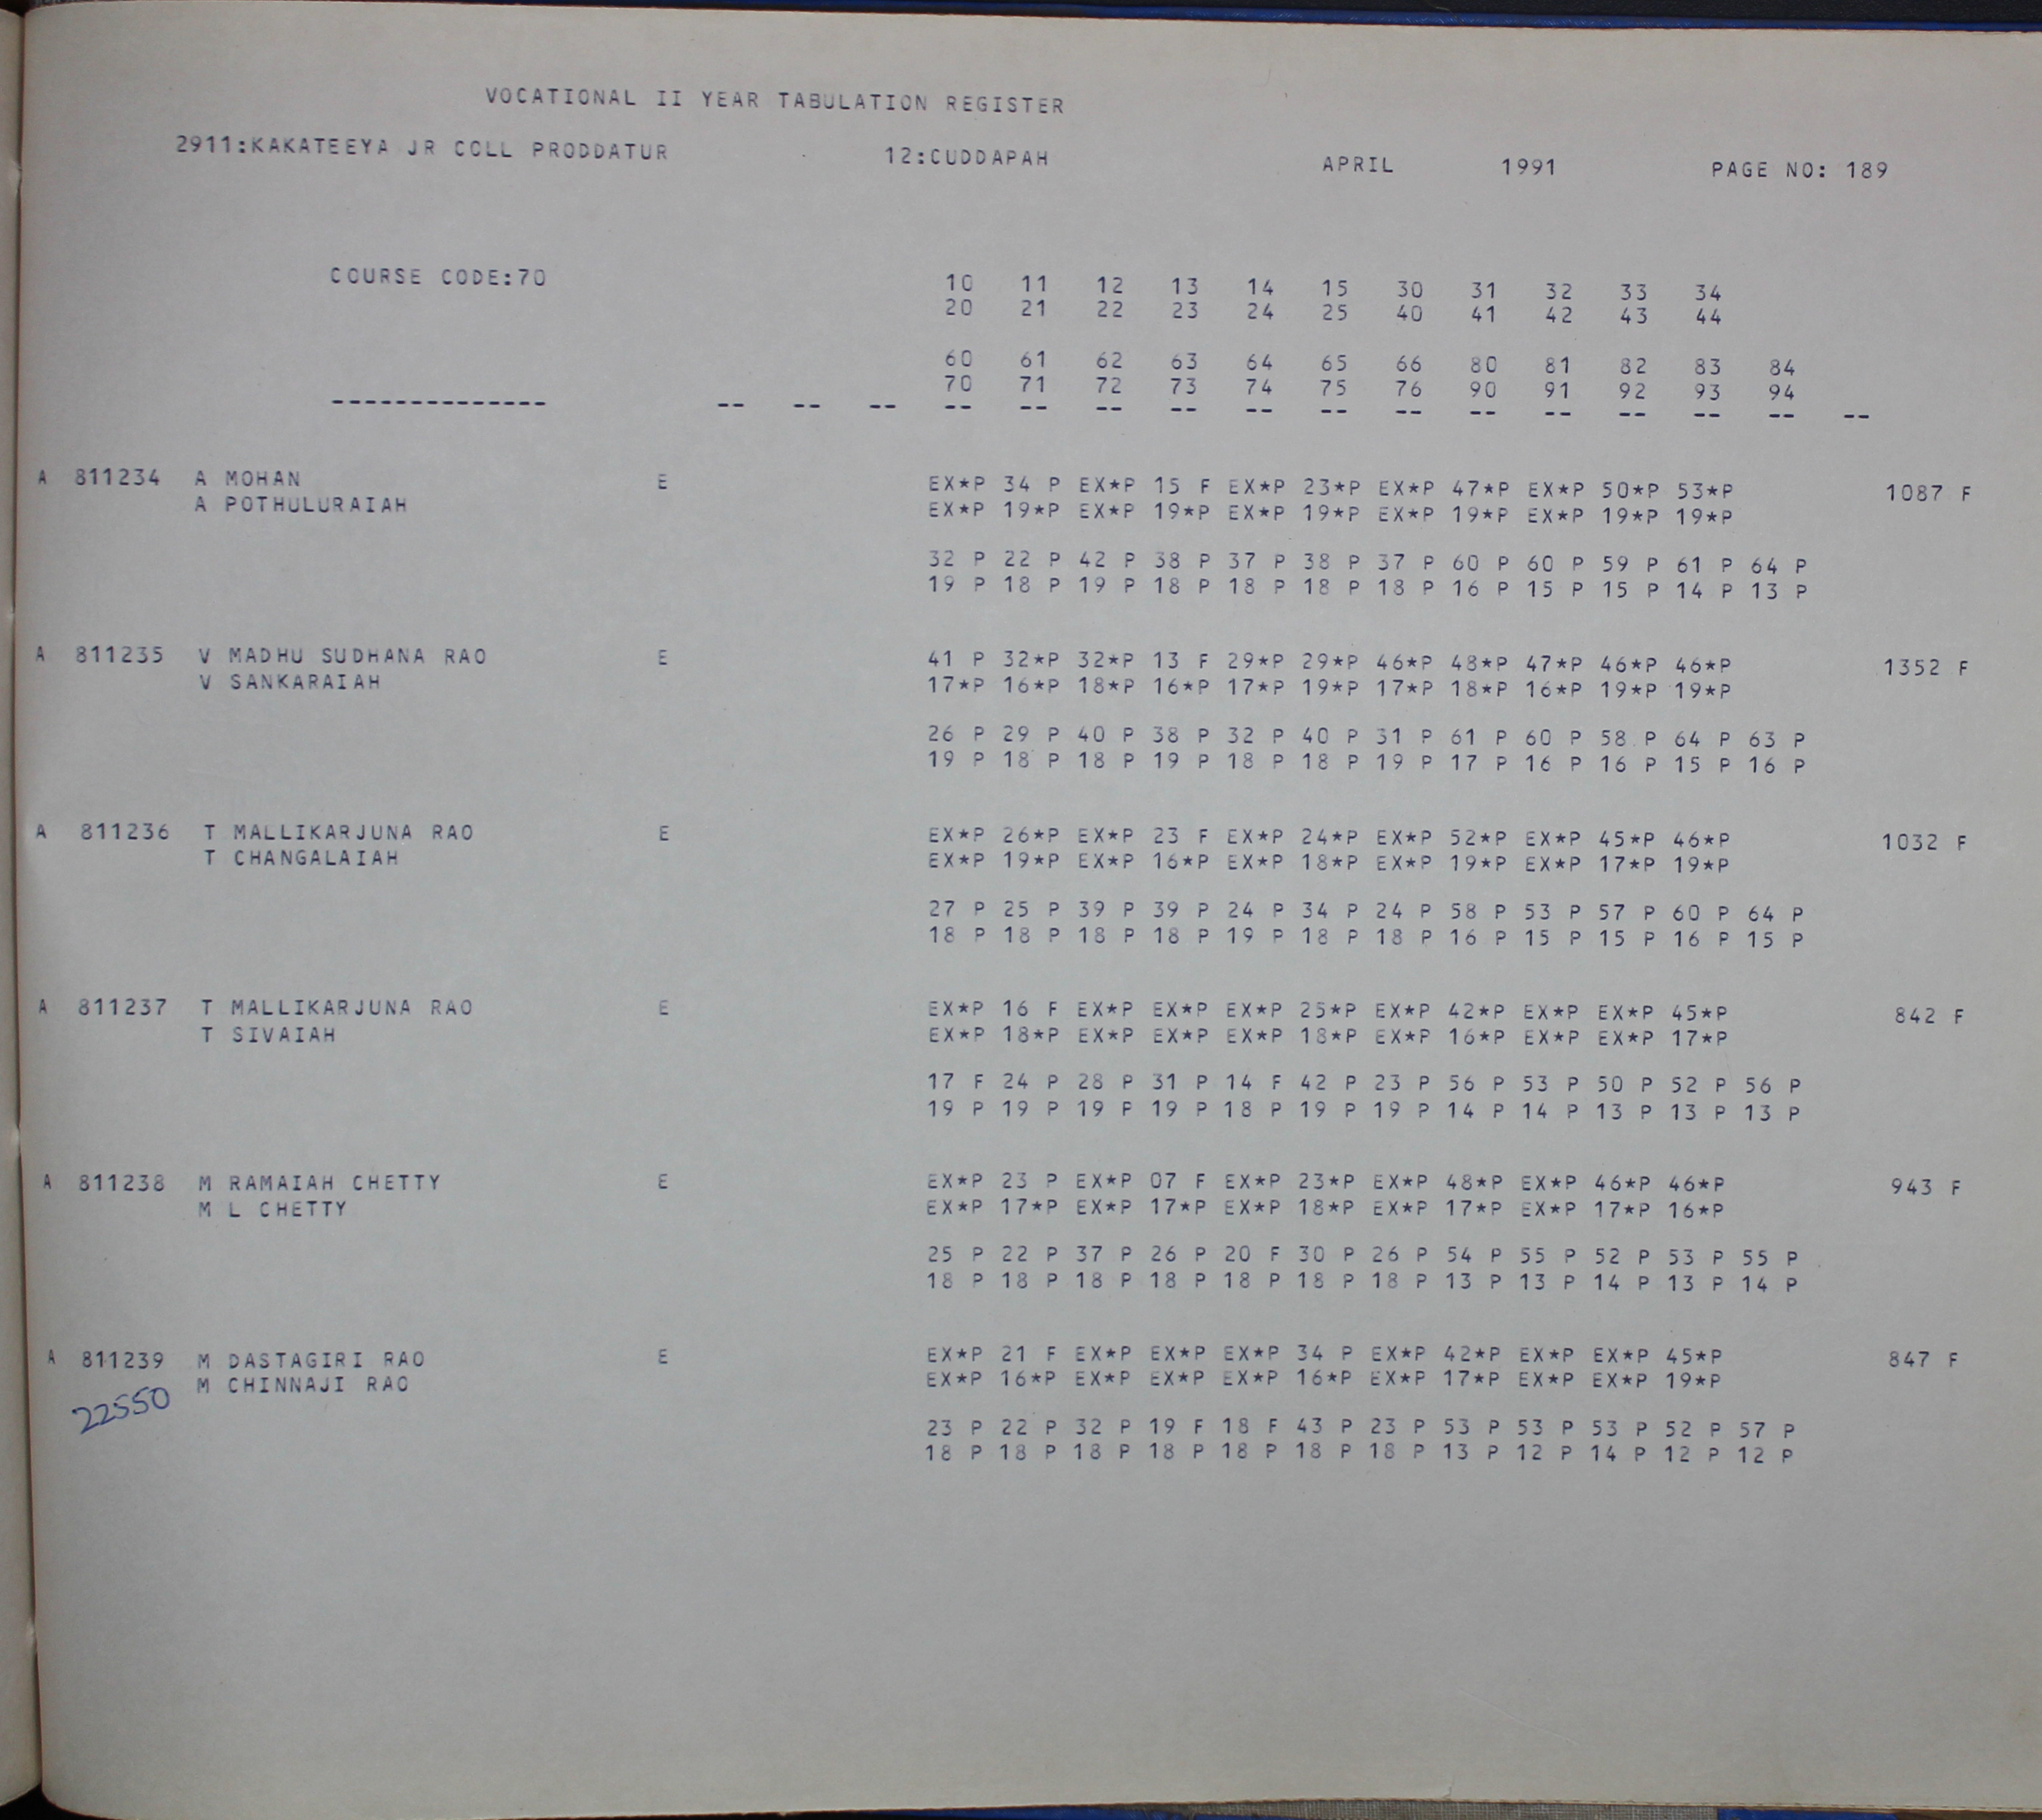 VOCATIONAL II YEAR TABULATION REGISTER
2911:KAKATEEYA JR COLL PRODDATUR 12:CUDDAPAH APRIL 1991 PAGE NO: 189
COURSE CODE:70 10 11 12 13 14 15 30 31 32 33 34
20 21 22 23 24 25 40 41 42 43 44
60 61 62 63 64 65 66 80 81 82 83 84
70 71 72 73 74 75 76 90 91 92 93 94
-------------- -- -- -- -- -- -- -- -- -- -- -- -- -- -- -- --
A 811234 A MOHAN E EX*P 34 P EX*P 15 F EX*P 23*P EX*P 47*P EX*P 50*P 53*P 1087 F
A POTHULURAIAH EX*P 19*P EX*P 19*P EX*P 19*P EX*P 19*P EX*P 19*P 19*P
32 P 22 P 42 P 38 P 37 P 38 P 37 P 60 P 60 P 59 P 61 P 64 P
19 P 18 P 19 P 18 P 18 P 18 P 18 P 16 P 15 P 15 P 14 P 13 P
A 811235 V MADHU SUDHANA RAO E 41 P 32*P 32*P 13 F 29*P 29*P 46*P 48*P 47*P 46*P 46*P 1352 F
V SANKARAIAH 17*P 16*P 18*P 16*P 17*P 19*P 17*P 18*P 16*P 19*P 19*P
26 P 29 P 40 P 38 P 32 P 40 P 31 P 61 P 60 P 58 P 64 P 63 P
19 P 18 P 18 P 19 P 18 P 18 P 19 P 17 P 16 P 16 P 15 P 16 P
A 811236 T MALLIKARJUNA RAO E EX*P 26*P EX*P 23 F EX*P 24*P EX*P 52*P EX*P 45*P 46*P 1032 F
T CHANGALAIAH EX*P 19*P EX*P 16*P EX*P 18*P EX*P 19*P EX*P 17*P 19*P
27 P 25 P 39 P 39 P 24 P 34 P 24 P 58 P 53 P 57 P 60 P 64 P
18 P 18 P 18 P 18 P 19 P 18 P 18 P 16 P 15 P 15 P 16 P 15 P
A 811237 T MALLIKARJUNA RAO E EX*P 16 F EX*P EX*P EX*P 25*P EX*P 42*P EX*P EX*P 45*P 842 F
T SIVAIAH EX*P 18*P EX*P EX*P EX*P 18*P EX*P 16*P EX*P EX*P 17*P
17 F 24 P 28 P 31 P 14 F 42 P 23 P 56 P 53 P 50 P 52 P 56 P
19 P 19 P 19 P 19 P 18 P 19 P 19 P 14 P 14 P 13 P 13 P 13 P
A 811238 M RAMAIAH CHETTY E EX*P 23 P EX*P 07 F EX*P 23*P EX*P 48*P EX*P 46*P 46*P 943 F
M L CHETTY EX*P 17*P EX*P 17*P EX*P 18*P EX*P 17*P EX*P 17*P 16*P
25 P 22 P 37 P 26 P 20 F 30 P 26 P 54 P 55 P 52 P 53 P 55 P
18 P 18 P 18 P 18 P 18 P 18 P 18 P 13 P 13 P 14 P 13 P 14 P
A 811239 M DASTAGIRI RAO E EX*P 21 F EX*P EX*P EX*P 34 P EX*P 42*P EX*P EX*P 45*P 847 F
M CHINNAJI RAO EX*P 16*P EX*P EX*P EX*P 16*P EX*P 17*P EX*P EX*P 19*P
22550
23 P 22 P 32 P 19 F 18 F 43 P 23 P 53 P 53 P 53 P 52 P 57 P
18 P 18 P 18 P 18 P 18 P 18 P 18 P 13 P 12 P 14 P 12 P 12 P